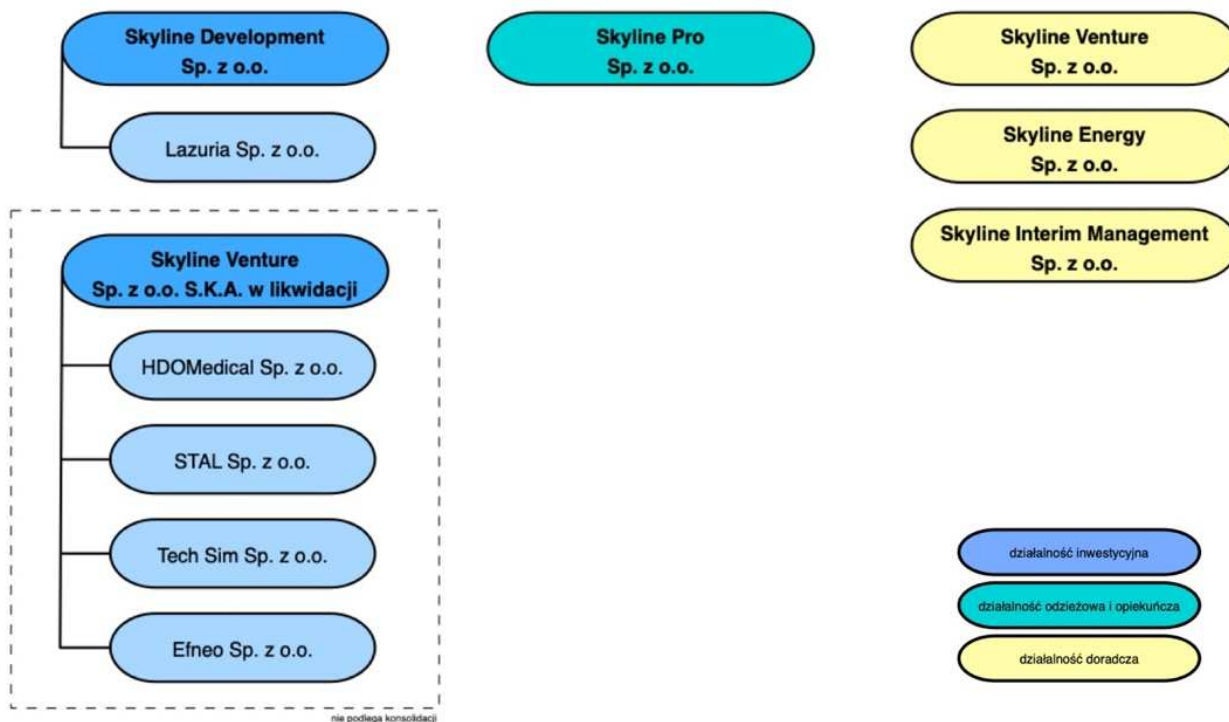 Skyline Development
Sp. z o.o.
Lazuria Sp. z o.o.
Skyline Venture
Sp. z o.o. S.K.A. w likwidacji
HDOMedical Sp. z o.o.
STAL Sp. z o.o.
Tech Sim Sp. z o.o.
Efneo Sp. z o.o.
nie podlega konsolidacji
Skyline Pro
Sp. z o.o.
Skyline Venture
Sp. z o.o.
Skyline Energy
Sp. z o.o.
Skyline Interim Management
Sp. z o.o.
działalność inwestycyjna
działalność odzieżowa i opiekuńcza
działalność doradcza